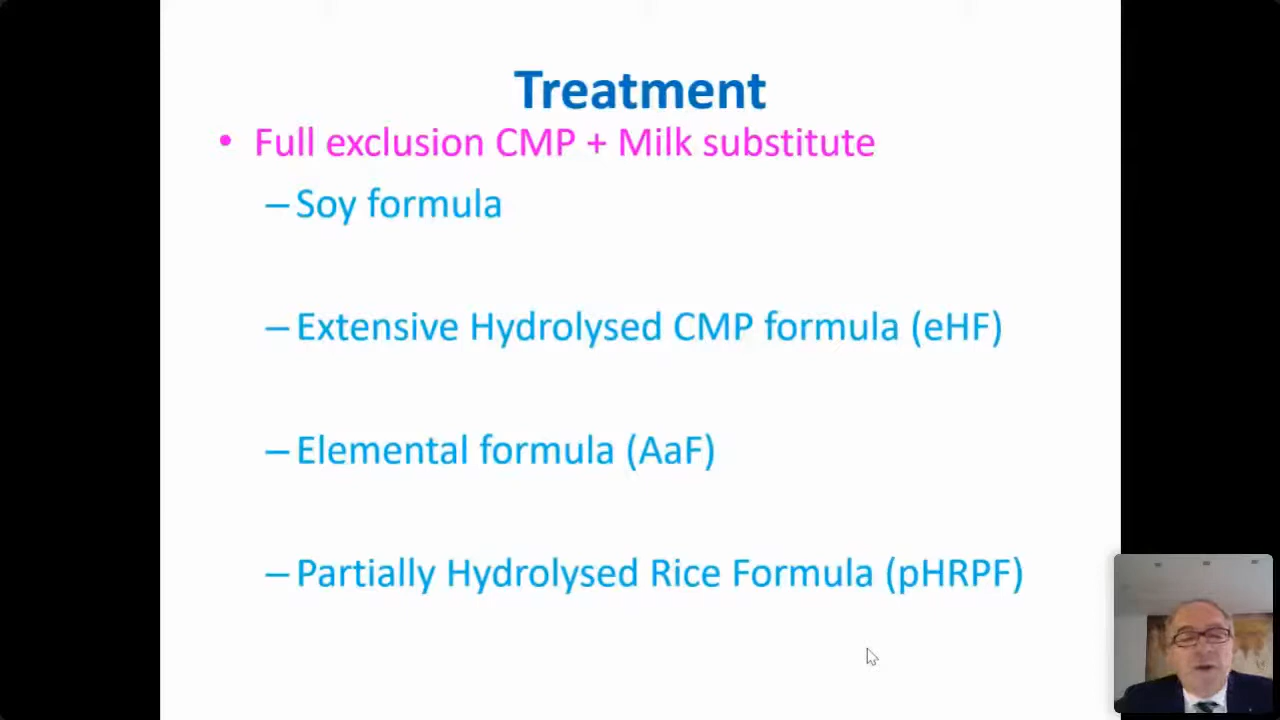 Treatment
• Full exclusion CMP + Milk substitute
– Soy formula
– Extensive Hydrolysed CMP formula (eHF)
– Elemental formula (AaF)
– Partially Hydrolysed Rice Formula (pHRPF)